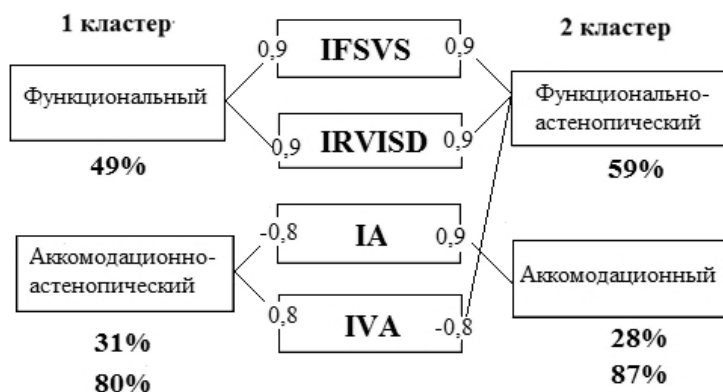 1 кластер
IFSVS
2 кластер
0,9
0,9
Функциональный
Функционально-
астенопический
0,9
IRVISD
0,9
49%
59%
-0,8
IA
0,9
Аккомодационно-
астенопический
Аккомодационный
0,8
IVA
-0,8
31%
28%
80%
87%